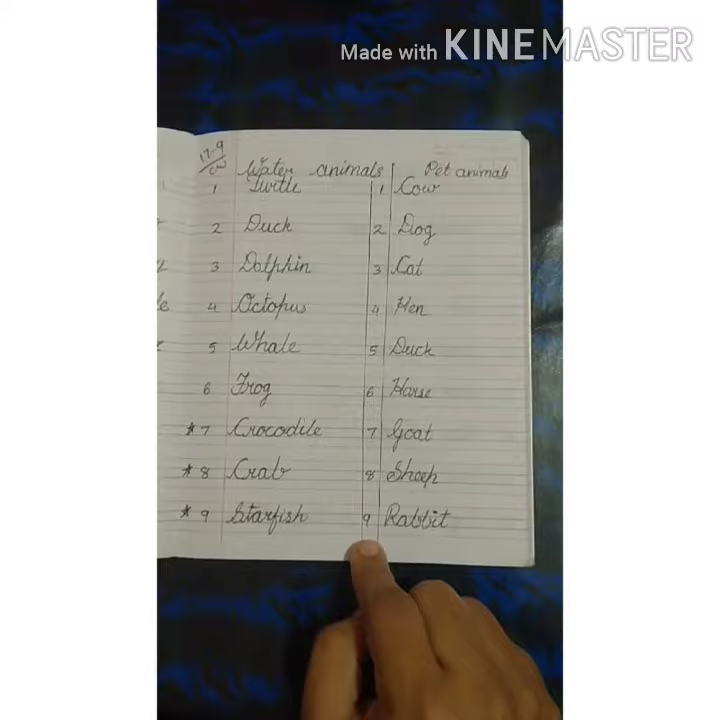 Made with KINEMASTER
17-9
CW
Water animals Pet animals
1 Turtle 1 Cow
2 Duck 2 Dog
3 Dolphin 3 Cat
4 Octopus 4 Hen
5 Whale 5 Duck
6 Frog 6 Horse
*7 Crocodile 7 Goat
*8 Crab 8 Sheep
*9 Starfish 9 Rabbit